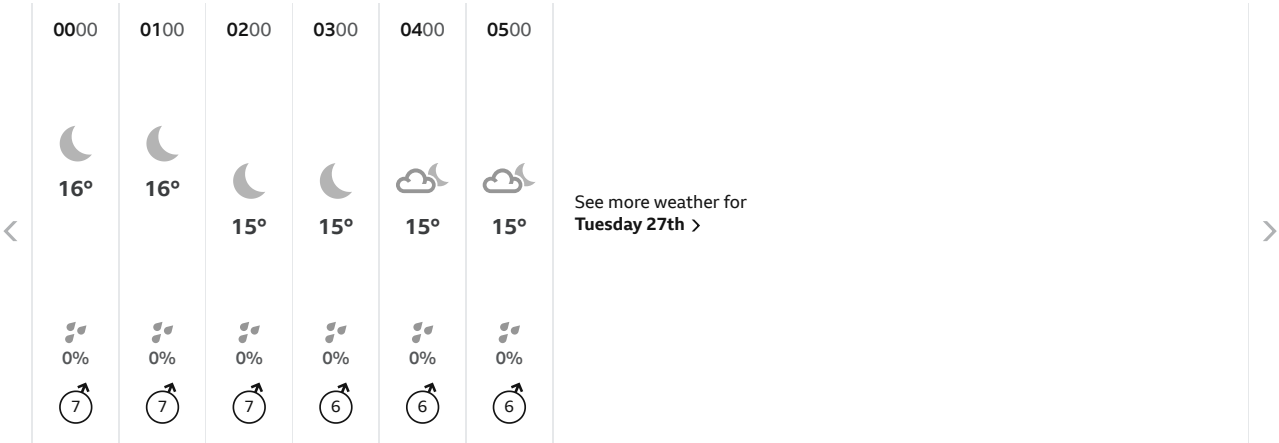 0000 0100 0200 0300 0400 0500
16° 16°
See more weather for
15° 15° 15° 15°
Tuesday 27th
0% 0% 0% 0% 0% 0%
7 7 7 6 6 6